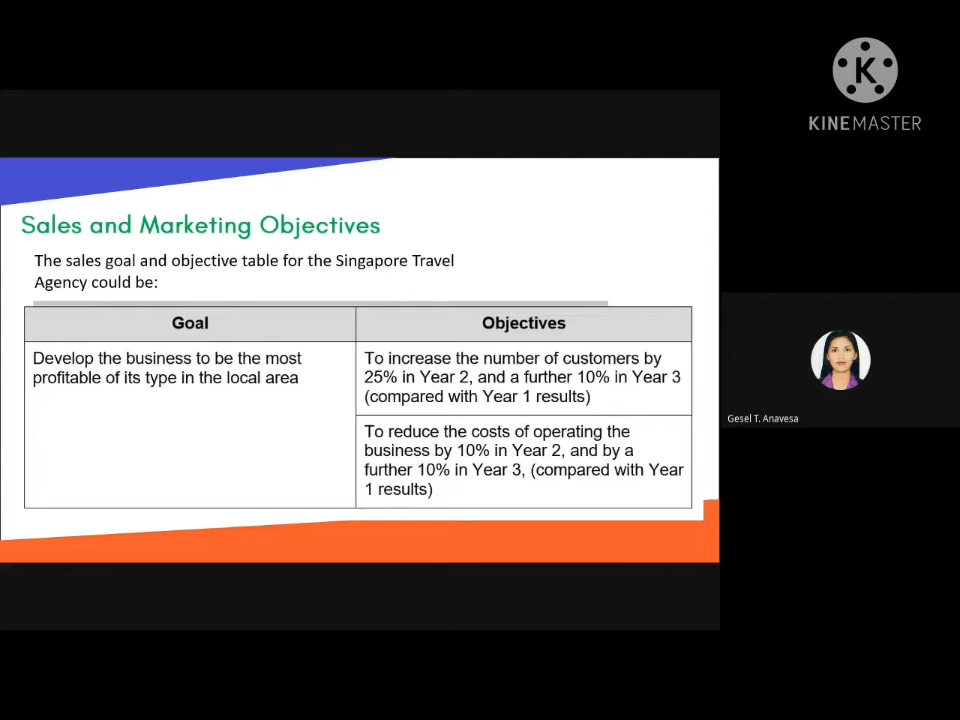 K
KINEMASTER
Sales and Marketing Objectives
The sales goal and objective table for the Singapore Travel
Agency could be:
Goal
Objectives
Develop the business to be the most
profitable of its type in the local area
To increase the number of customers by
25% in Year 2, and a further 10% in Year 3
(compared with Year 1 results)
To reduce the costs of operating the
business by 10% in Year 2, and by a
further 10% in Year 3, (compared with Year
1 results)
Gesel T. Anavesa